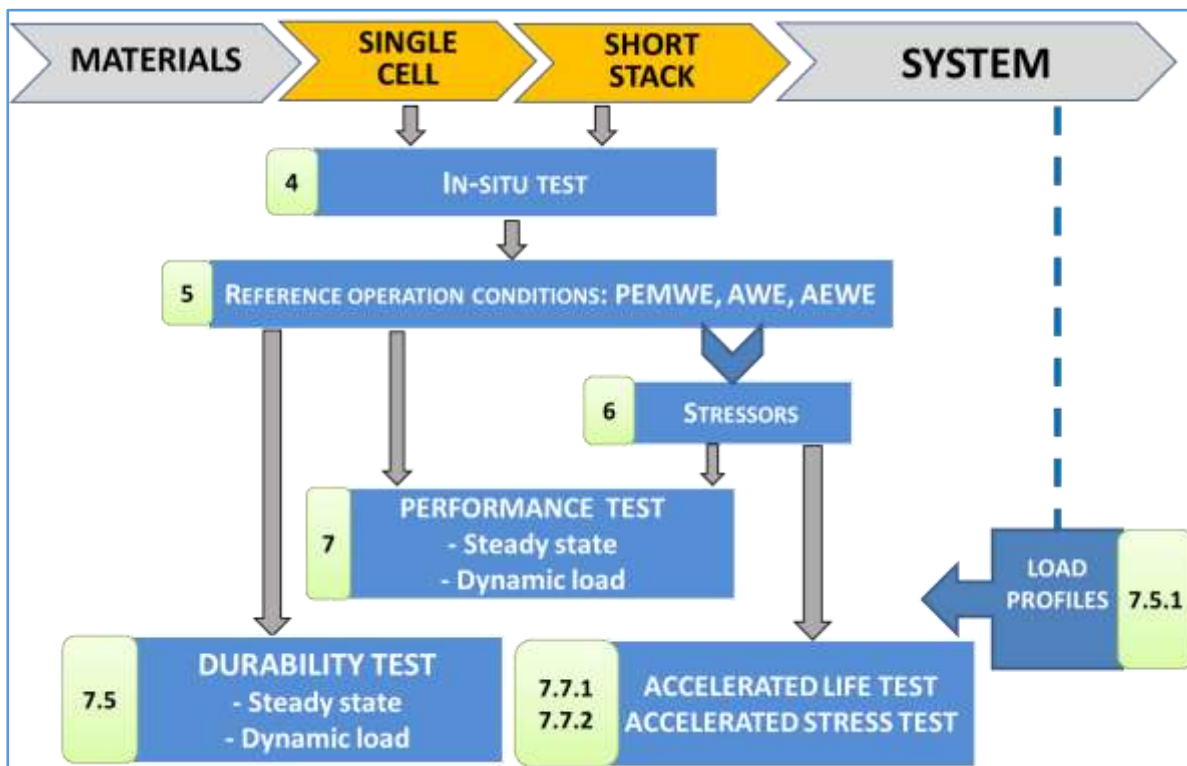 MATERIALS
SINGLE
CELL
SHORT
STACK
SYSTEM
4
IN-SITU TEST
5
REFERENCE OPERATION CONDITIONS: PEMWE, AWE, AEWE
6
STRESSORS
7
PERFORMANCE TEST
- Steady state
- Dynamic load
LOAD
PROFILES
7.5.1
7.5
DURABILITY TEST
- Steady state
- Dynamic load
7.7.1 ACCELERATED LIFE TEST
7.7.2 ACCELERATED STRESS TEST